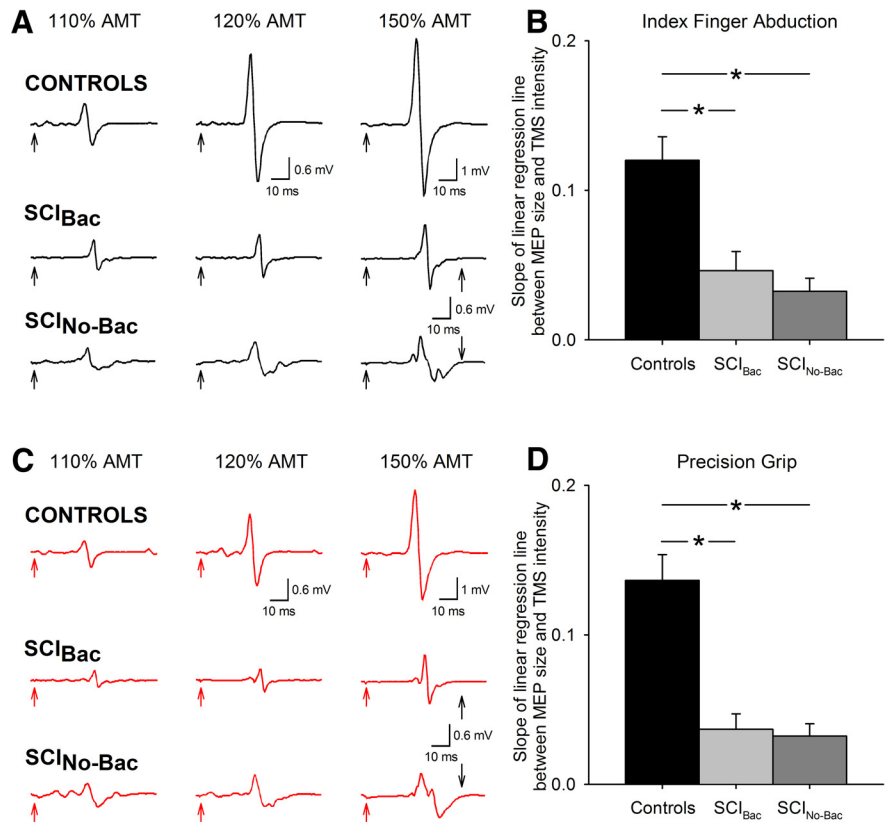 A
110% AMT 120% AMT 150% AMT
CONTROLS
0.6 mV
10 ms
1 mV
10 ms
SCIBac
0.6 mV
10 ms
SCINo-Bac
B
Index Finger Abduction
Slope of linear regression line
between MEP size and TMS intensity
0.2
*
*
0.1
0.0
Controls SCIBac SCINo-Bac
C
110% AMT 120% AMT 150% AMT
CONTROLS
0.6 mV
10 ms
1 mV
10 ms
SCIBac
0.6 mV
10 ms
SCINo-Bac
D
Precision Grip
Slope of linear regression line
between MEP size and TMS intensity
0.2
*
*
0.1
0.0
Controls SCIBac SCINo-Bac